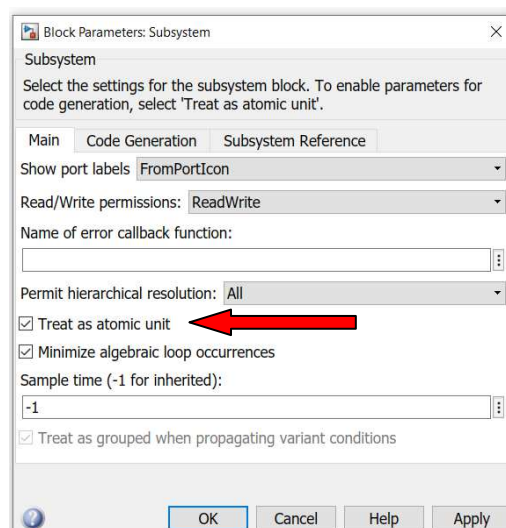 Block Parameters: Subsystem
Subsystem
Select the settings for the subsystem block. To enable parameters for
code generation, select 'Treat as atomic unit'.
Main Code Generation Subsystem Reference
Show port labels FromPortIcon
Read/Write permissions: ReadWrite
Name of error callback function:
Permit hierarchical resolution: All
Treat as atomic unit
Minimize algebraic loop occurrences
Sample time (-1 for inherited):
-1
Treat as grouped when propagating variant conditions
OK Cancel Help Apply